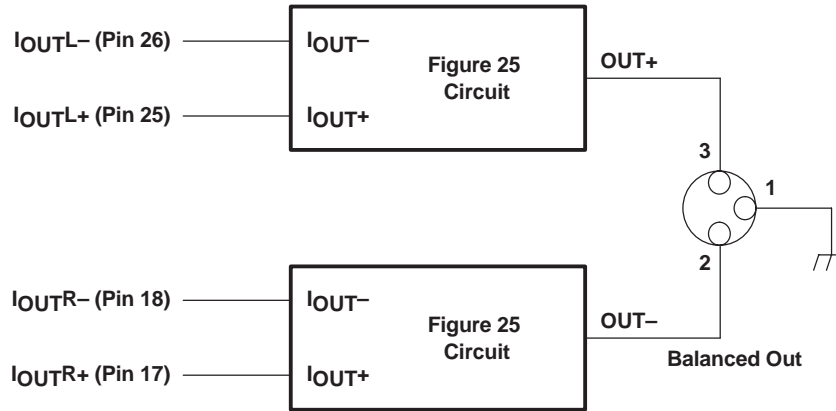 IOUTL– (Pin 26)
IOUT–
Figure 25
Circuit
OUT+
IOUTL+ (Pin 25)
IOUT+
3
1
2
IOUTR– (Pin 18)
IOUT–
Figure 25
Circuit
OUT–
Balanced Out
IOUTR+ (Pin 17)
IOUT+